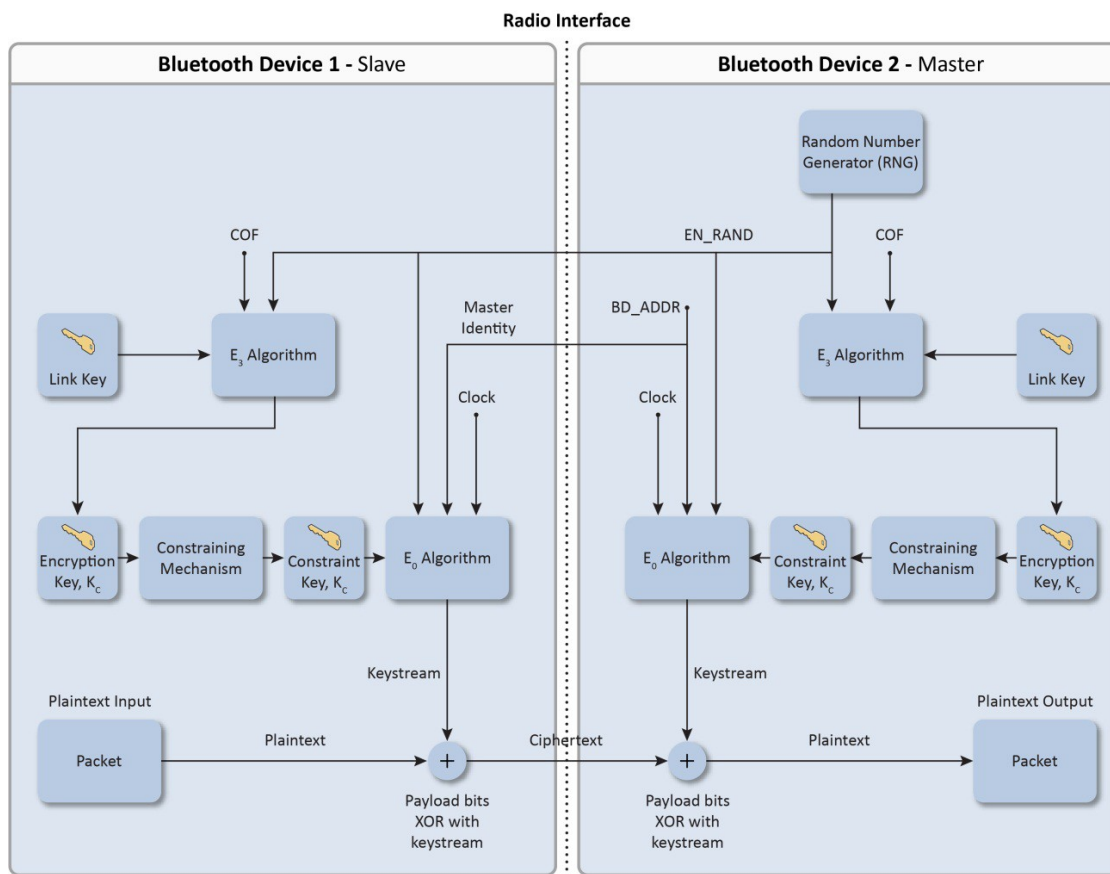 Radio Interface
Bluetooth Device 1 - Slave
Bluetooth Device 2 - Master
Random Number
Generator (RNG)
COF
EN_RAND
COF
Master
Identity
BD_ADDR
Link Key
E3 Algorithm
E3 Algorithm
Link Key
Clock
Clock
Encryption
Key, KC
Constraining
Mechanism
Constraint
Key, KC
E0 Algorithm
E0 Algorithm
Constraint
Key, KC
Constraining
Mechanism
Encryption
Key, KC
Keystream
Keystream
Plaintext Input
Plaintext Output
Packet
Plaintext
+
Ciphertext
+
Plaintext
Packet
Payload bits
XOR with
keystream
Payload bits
XOR with
keystream